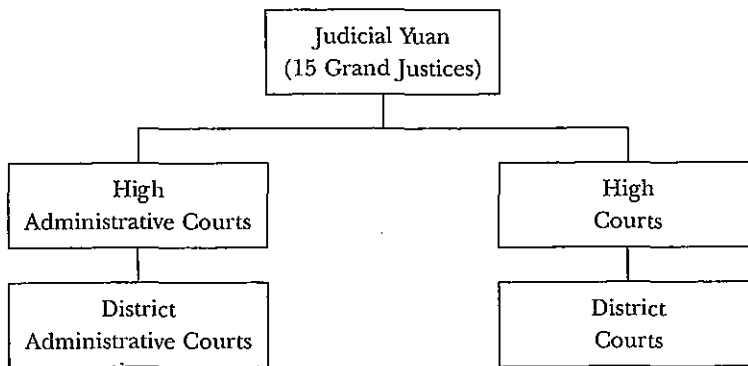 Judicial Yuan
(15 Grand Justices)
High
Administrative Courts
High
Courts
District
Administrative Courts
District
Courts